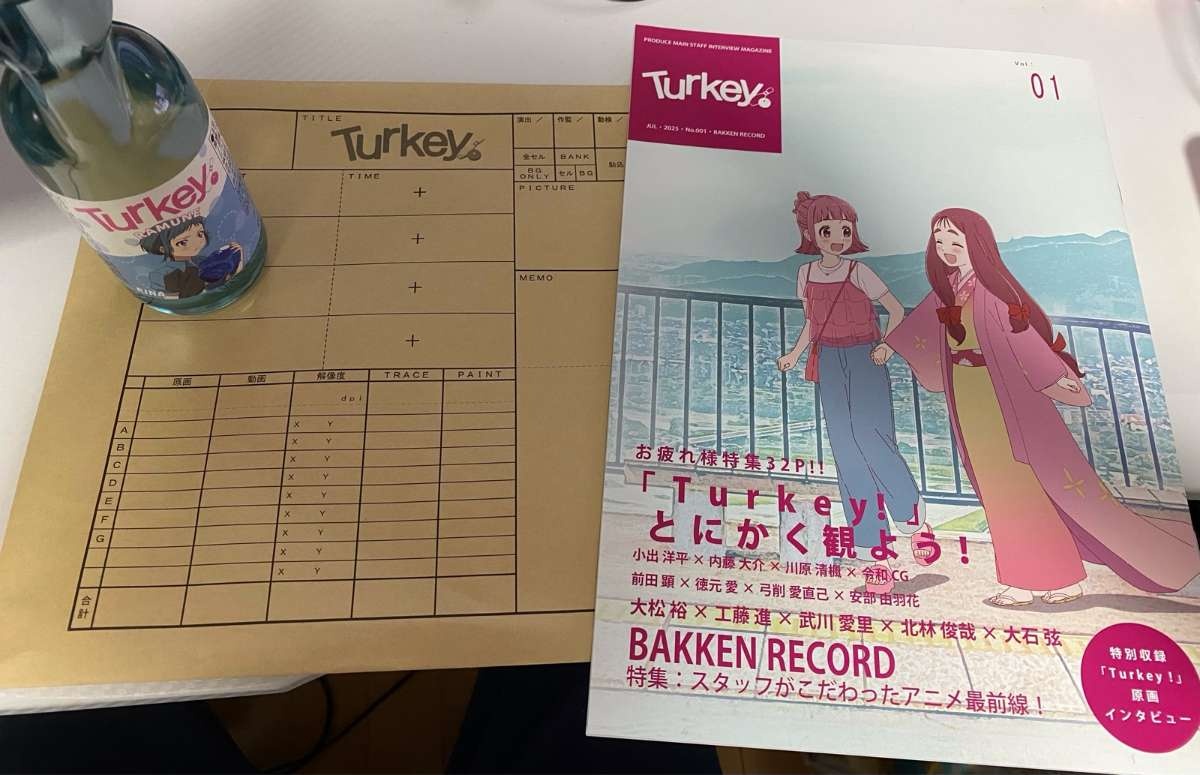 Turkey!
RAMUNE
RINA
TITLE
Turkey!
TIME
演出 /
作監 /
動検 /
全セル
BANK
BG ONLY
セル
BG
PICTURE
MEMO
原画
動画
解像度
TRACE
PAINT
dpi
A
B
C
D
E
F
G
X Y
X Y
X Y
X Y
X Y
X Y
X Y
X Y
X Y
合計
PRODUCE MAIN STAFF INTERVIEW MAGAZINE
Turkey!
JUL・2025・No.001・BAKKEN RECORD
Vol:
01
お疲れ様特集32P!!
「Turkey!」
とにかく観よう!
小出 洋平×内藤 大介×川原 清楓×令和CG
前田 顕×徳元 愛×弓削 愛直己×安部 由羽花
大松 裕×工藤 進×武川 愛里×北林 俊哉×大石 弦
BAKKEN RECORD
特集:スタッフがこだわったアニメ最前線!
特別収録
「Turkey!」
原画
インタビュー